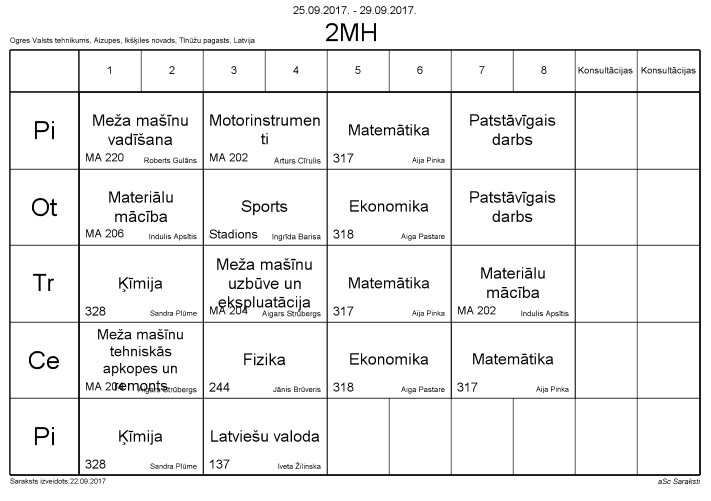 25.09.2017. - 29.09.2017.
2MH
Ogres Valsts tehnikums, Aizupes, Ikšķiles novads, Tīnūžu pagasts, Latvija
1 2 3 4 5 6 7 8 Konsultācijas Konsultācijas
Pi
Meža mašīnu
vadīšana
MA 220 Roberts Gulāns
Motorinstrumen
ti
MA 202 Arturs Cīrulis
Matemātika
317 Aija Pinka
Patstāvīgais
darbs
Ot
Materiālu
mācība
MA 206 Indulis Apsītis
Sports
Stadions Ingrīda Barisa
Ekonomika
318 Aiga Pastare
Patstāvīgais
darbs
Tr
Ķīmija
328 Sandra Plūme
Meža mašīnu
uzbūve un
ekspluatācija
MA 204 Aigars Strūbergs
Matemātika
317 Aija Pinka
Materiālu
mācība
MA 202 Indulis Apsītis
Ce
Meža mašīnu
tehniskās
apkopes un
remonts
MA 204 Aigars Strūbergs
Fizika
244 Jānis Brūveris
Ekonomika
318 Aiga Pastare
Matemātika
317 Aija Pinka
Pi
Ķīmija
328 Sandra Plūme
Latviešu valoda
137 Iveta Žilinska
Saraksts izveidots:22.09.2017 aSc Saraksti